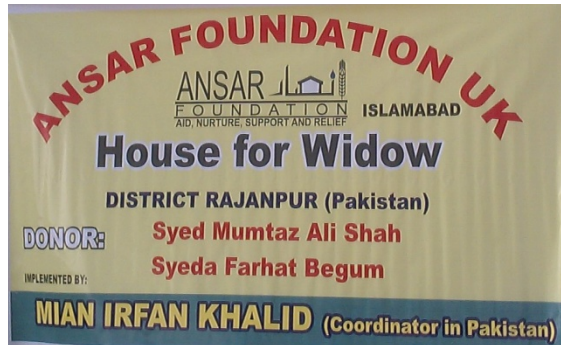 ANSAR FOUNDATION UK
ANSAR
FOUNDATION
AID, NURTURE, SUPPORT AND RELIEF
ISLAMABAD
House for Widow
DISTRICT RAJANPUR (Pakistan)
DONOR:
Syed Mumtaz Ali Shah
Syeda Farhat Begum
IMPLEMENTED BY:
MIAN IRFAN KHALID (Coordinator in Pakistan)